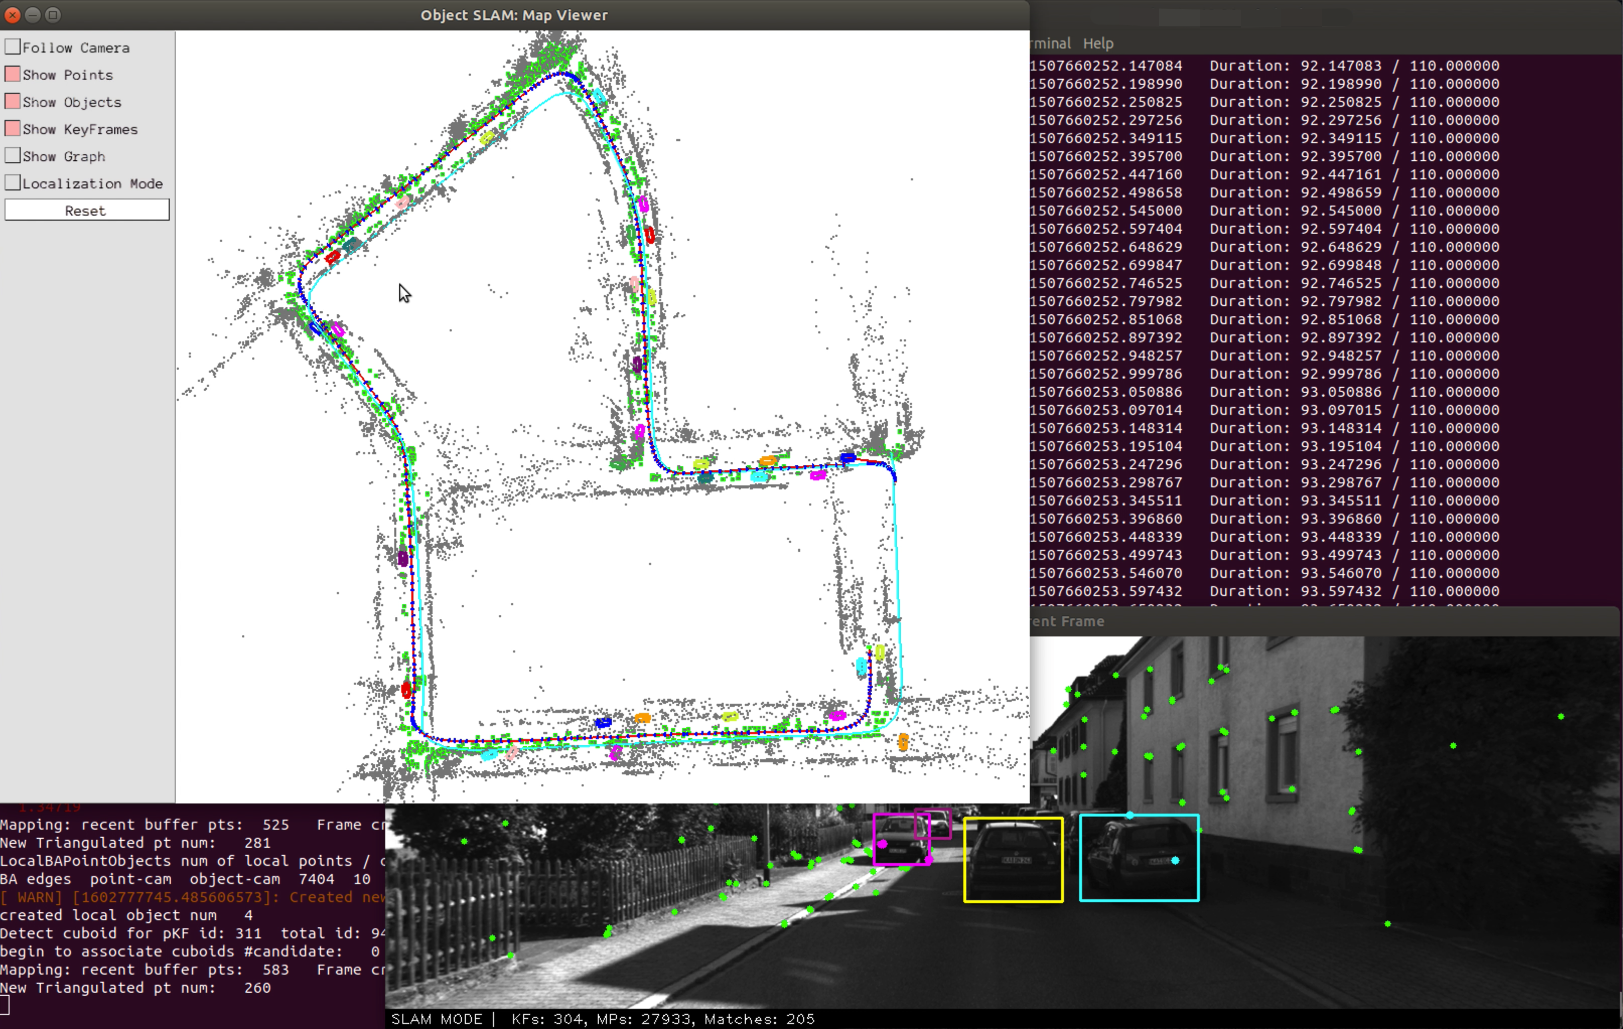 Object SLAM: Map Viewer
Follow Camera
Show Points
Show Objects
Show KeyFrames
Show Graph
Localization Mode
Reset
rminal Help
1507660252.147084 Duration: 92.147083 / 110.000000
1507660252.198990 Duration: 92.198990 / 110.000000
1507660252.250825 Duration: 92.250825 / 110.000000
1507660252.297256 Duration: 92.297256 / 110.000000
1507660252.349115 Duration: 92.349115 / 110.000000
1507660252.395700 Duration: 92.395700 / 110.000000
1507660252.447160 Duration: 92.447161 / 110.000000
1507660252.498658 Duration: 92.498659 / 110.000000
1507660252.545000 Duration: 92.545000 / 110.000000
1507660252.597404 Duration: 92.597404 / 110.000000
1507660252.648629 Duration: 92.648629 / 110.000000
1507660252.699847 Duration: 92.699848 / 110.000000
1507660252.746525 Duration: 92.746525 / 110.000000
1507660252.797982 Duration: 92.797982 / 110.000000
1507660252.851068 Duration: 92.851068 / 110.000000
1507660252.897392 Duration: 92.897392 / 110.000000
1507660252.948257 Duration: 92.948257 / 110.000000
1507660252.999786 Duration: 92.999786 / 110.000000
1507660253.050886 Duration: 93.050886 / 110.000000
1507660253.097014 Duration: 93.097015 / 110.000000
1507660253.148314 Duration: 93.148314 / 110.000000
1507660253.195104 Duration: 93.195104 / 110.000000
1507660253.247296 Duration: 93.247296 / 110.000000
1507660253.298767 Duration: 93.298767 / 110.000000
1507660253.345511 Duration: 93.345511 / 110.000000
1507660253.396860 Duration: 93.396860 / 110.000000
1507660253.448339 Duration: 93.448339 / 110.000000
1507660253.499743 Duration: 93.499743 / 110.000000
1507660253.546070 Duration: 93.546070 / 110.000000
1507660253.597432 Duration: 93.597432 / 110.000000
rent Frame
1.34719
Mapping: recent buffer pts: 525 Frame cr
New Triangulated pt num: 281
LocalBAPointObjects num of local points / c
BA edges point-cam object-cam 7404 10
[ WARN] [1602777745.485606573]: Created new
created local object num 4
Detect cuboid for pKF id: 311 total id: 94
begin to associate cuboids #candidate: 0
Mapping: recent buffer pts: 583 Frame cr
New Triangulated pt num: 260
SLAM MODE | KFs: 304, MPs: 27933, Matches: 205